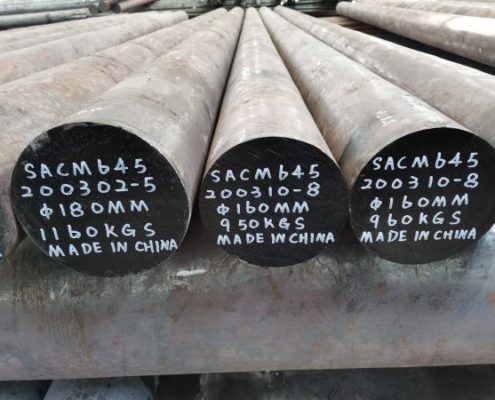 SACM645
200302-5
Φ180MM
1160KGS
MADE IN CHINA
SACM645
200310-8
Φ160MM
950KGS
MADE IN CHINA
SACM645
200310-8
Φ160MM
960KGS
MADE IN CHINA